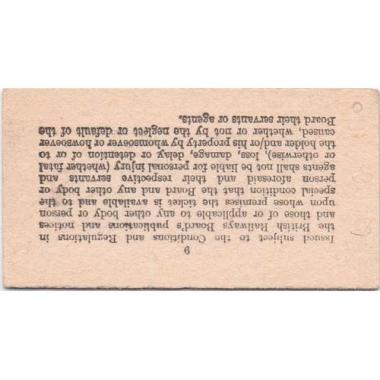 9
Issued subject to the Conditions and Regulations in
the British Railways Board's publications and notices
and those of or applicable to any other body or person
upon whose premises the ticket is available and to the
special condition that the Board and any other body or
person aforesaid and their respective servants and
agents shall not be liable for personal injury (whether fatal
or otherwise), loss, damage, delay or detention of or to
the holder and/or his property by whomsoever or howsoever
caused, whether or not by the neglect or default of the
Board their servants or agents.